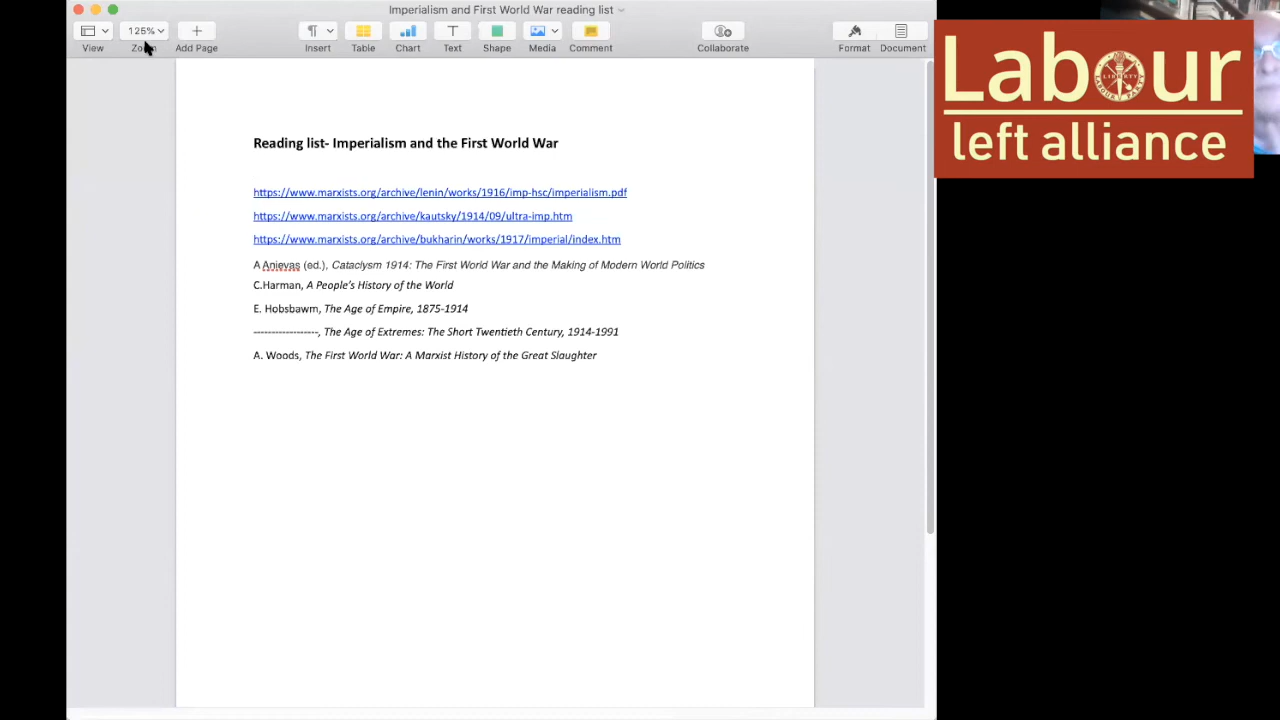 Imperialism and First World War reading list
125%
View
Zoom
Add Page
Insert
Table
Chart
Text
Shape
Media
Comment
Collaborate
Format
Document
Labour
left alliance
LIBERTY
LABOUR PARTY
Reading list- Imperialism and the First World War
https://www.marxists.org/archive/lenin/works/1916/imp-hsc/imperialism.pdf
https://www.marxists.org/archive/kautsky/1914/09/ultra-imp.htm
https://www.marxists.org/archive/bukharin/works/1917/imperial/index.htm
A Anievas (ed.), Cataclysm 1914: The First World War and the Making of Modern World Politics
C.Harman, A People's History of the World
E. Hobsbawm, The Age of Empire, 1875-1914
------------------, The Age of Extremes: The Short Twentieth Century, 1914-1991
A. Woods, The First World War: A Marxist History of the Great Slaughter